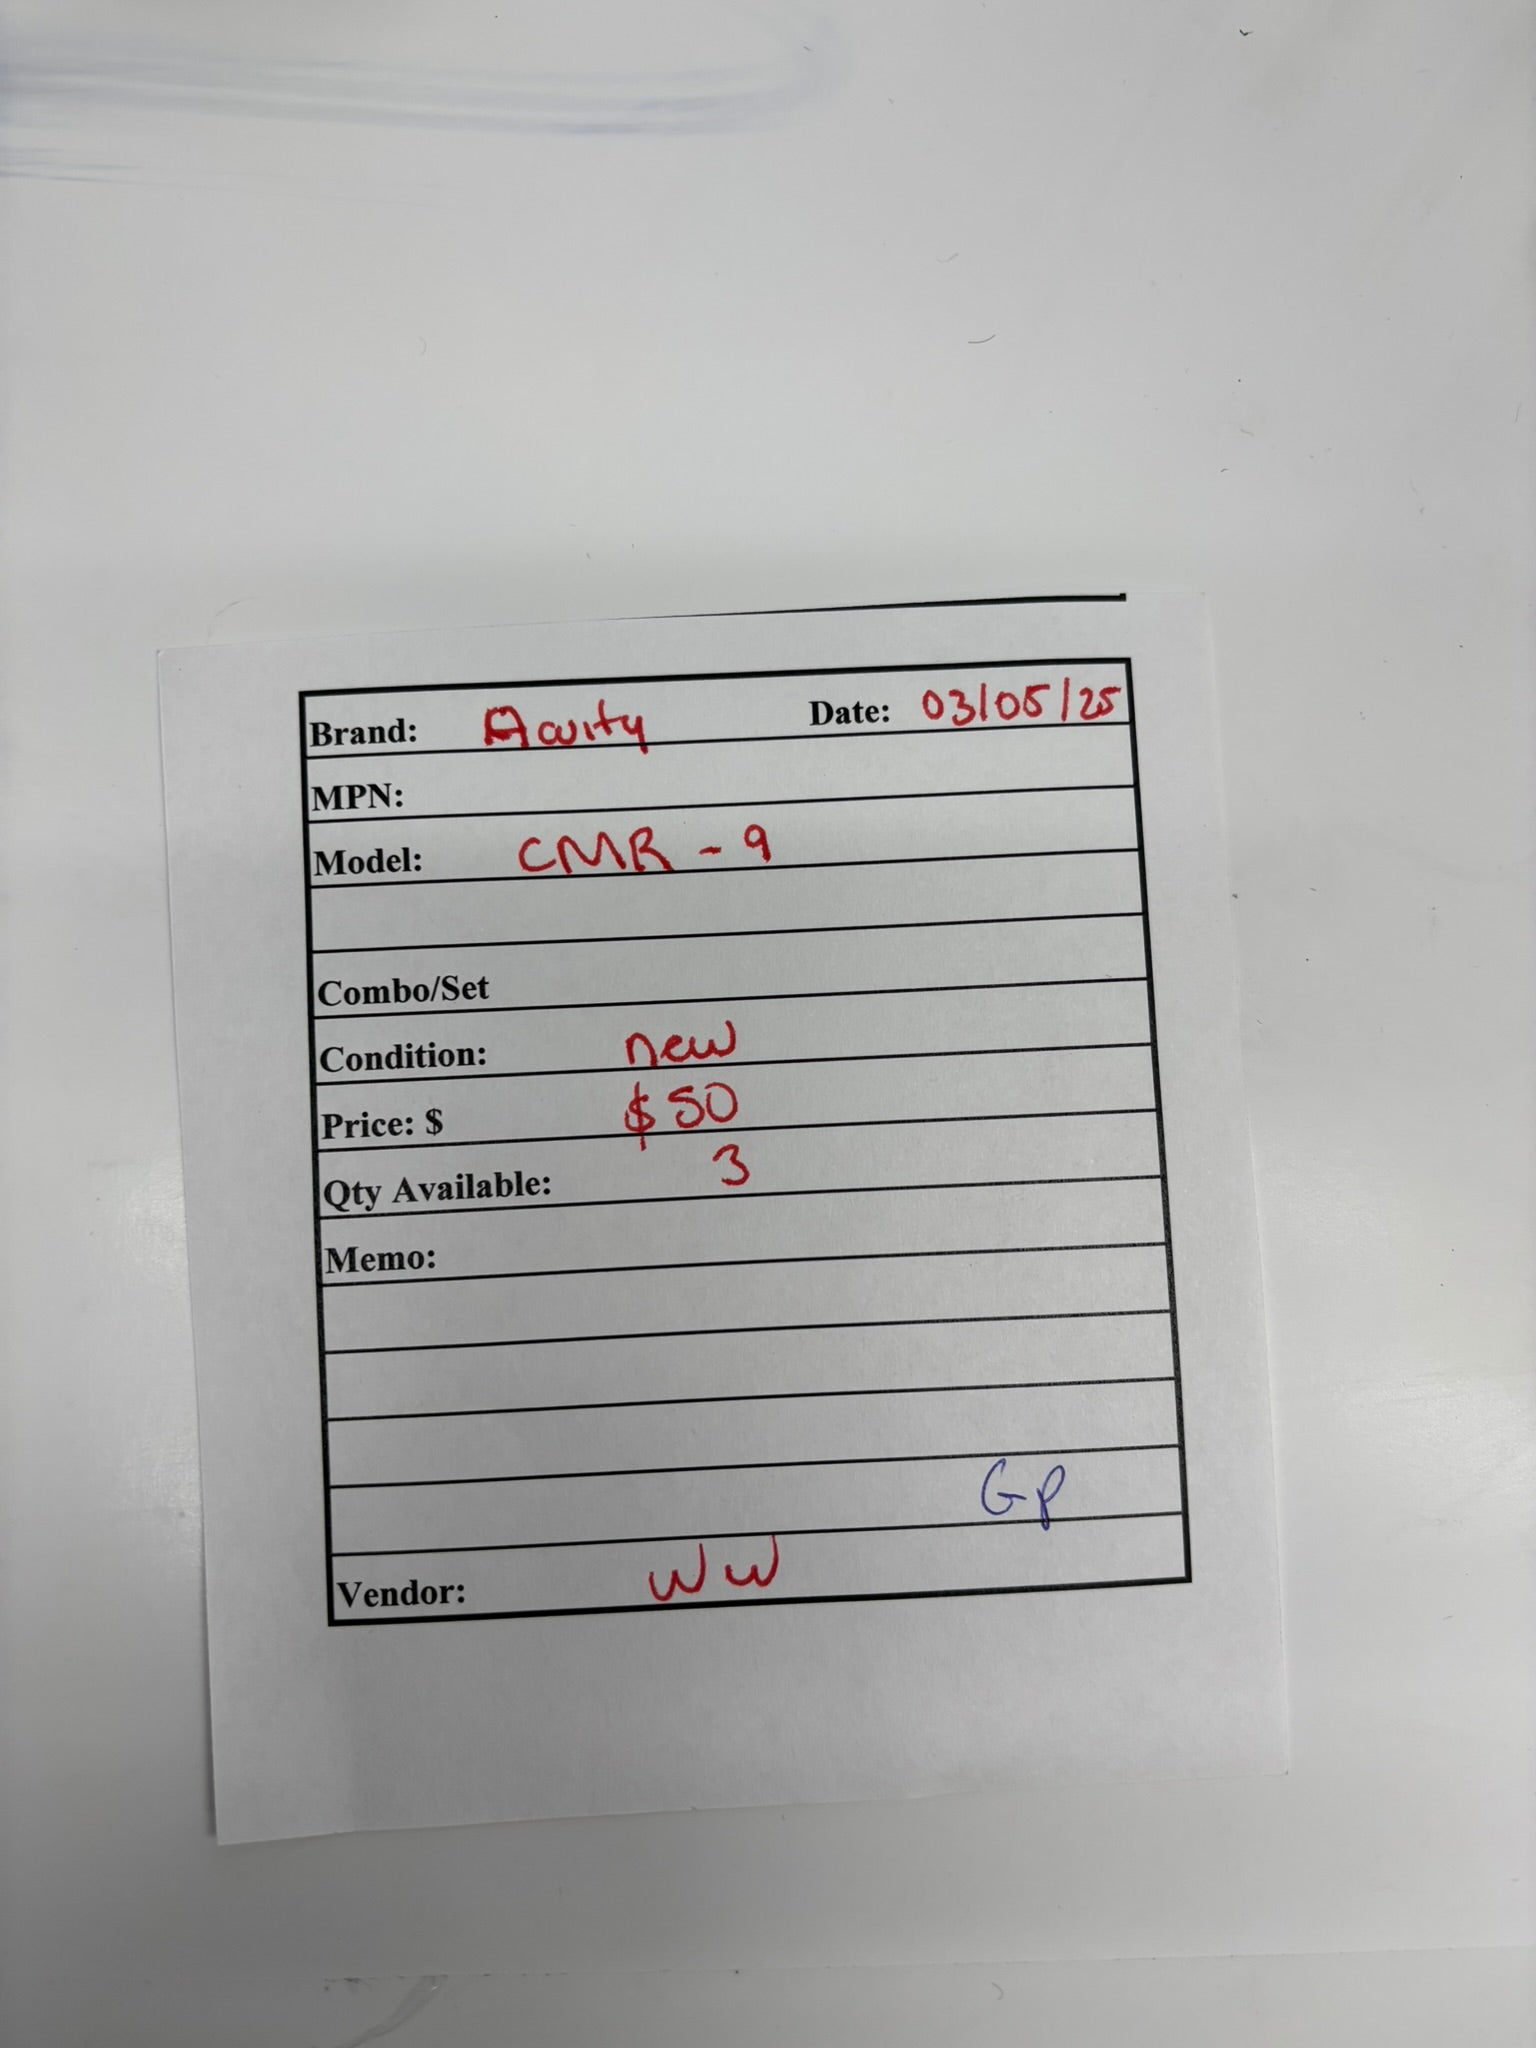 Brand: Acuity Date: 03/05/25
MPN:
Model: CMR - 9
Combo/Set
Condition: new
Price: $ $50
Qty Available: 3
Memo:
GP
Vendor: WW